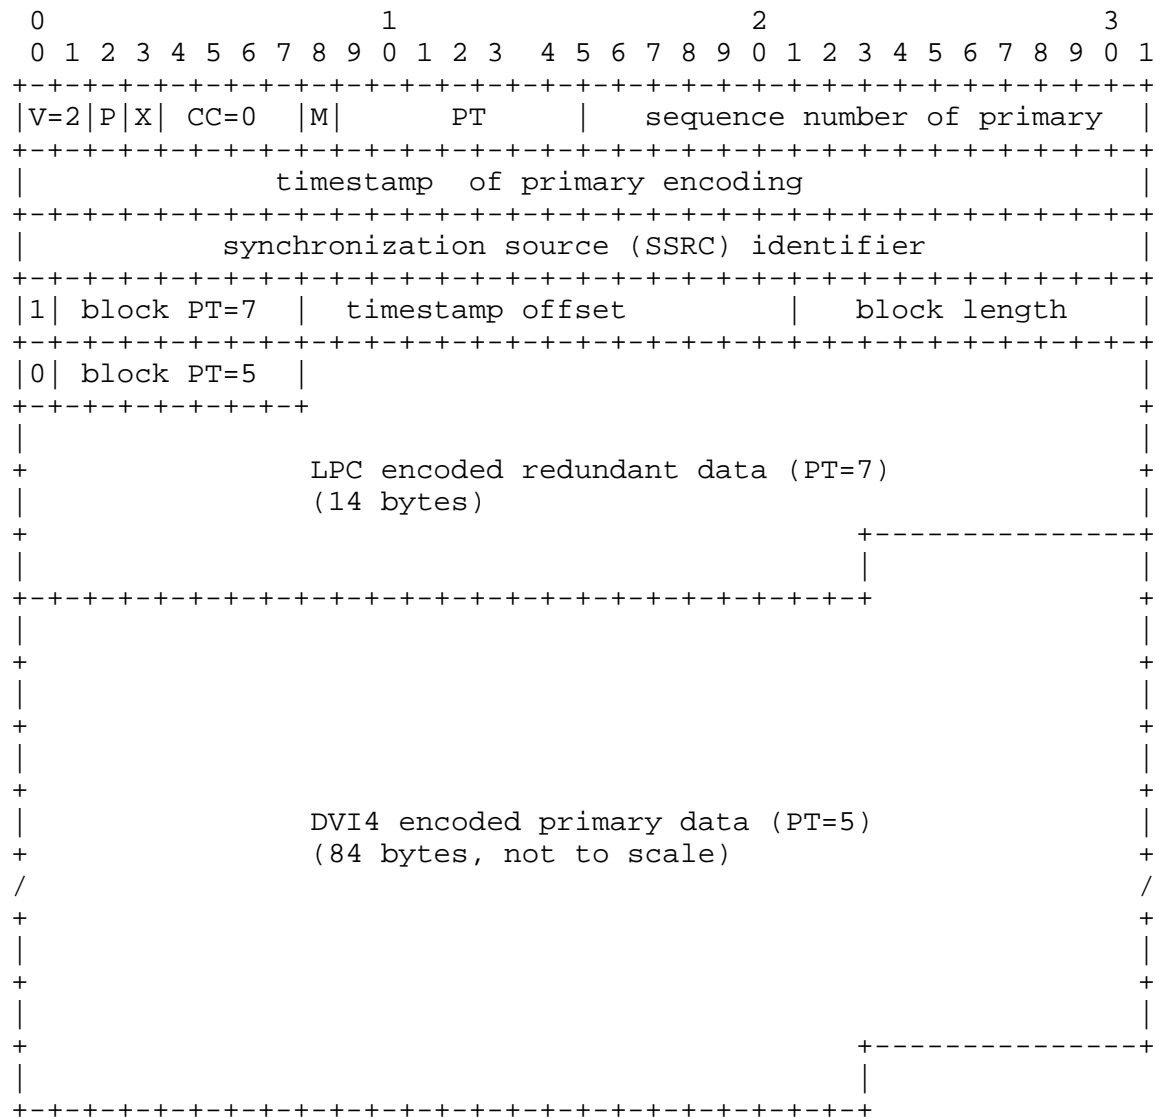 0                   1                    2                   3
 0 1 2 3 4 5 6 7 8 9 0 1 2 3  4 5 6 7 8 9 0 1 2 3 4 5 6 7 8 9 0 1
+-+-+-+-+-+-+-+-+-+-+-+-+-+-+-+-+-+-+-+-+-+-+-+-+-+-+-+-+-+-+-+-+
|V=2|P|X| CC=0  |M|      PT     |   sequence number of primary  |
+-+-+-+-+-+-+-+-+-+-+-+-+-+-+-+-+-+-+-+-+-+-+-+-+-+-+-+-+-+-+-+-+
|              timestamp  of primary encoding                   |
+-+-+-+-+-+-+-+-+-+-+-+-+-+-+-+-+-+-+-+-+-+-+-+-+-+-+-+-+-+-+-+-+
|           synchronization source (SSRC) identifier            |
+-+-+-+-+-+-+-+-+-+-+-+-+-+-+-+-+-+-+-+-+-+-+-+-+-+-+-+-+-+-+-+-+
|1| block PT=7  |  timestamp offset         |   block length    |
+-+-+-+-+-+-+-+-+-+-+-+-+-+-+-+-+-+-+-+-+-+-+-+-+-+-+-+-+-+-+-+-+
|0| block PT=5  |                                               |
+-+-+-+-+-+-+-+-+                                               +
|                                                               |
+                LPC encoded redundant data (PT=7)              +
|                (14 bytes)                                     |
+                                               +---------------+
|                                               |               |
+-+-+-+-+-+-+-+-+-+-+-+-+-+-+-+-+-+-+-+-+-+-+-+-+               +
|                                                               |
+                                                               +
|                                                               |
+                                                               +
|                                                               |
+                                                               +
|                DVI4 encoded primary data (PT=5)               |
+                (84 bytes, not to scale)                       +
/                                                               /
+                                                               +
|                                                               |
+                                                               +
|                                                               |
+                                               +---------------+
|                                               |
+-+-+-+-+-+-+-+-+-+-+-+-+-+-+-+-+-+-+-+-+-+-+-+-+